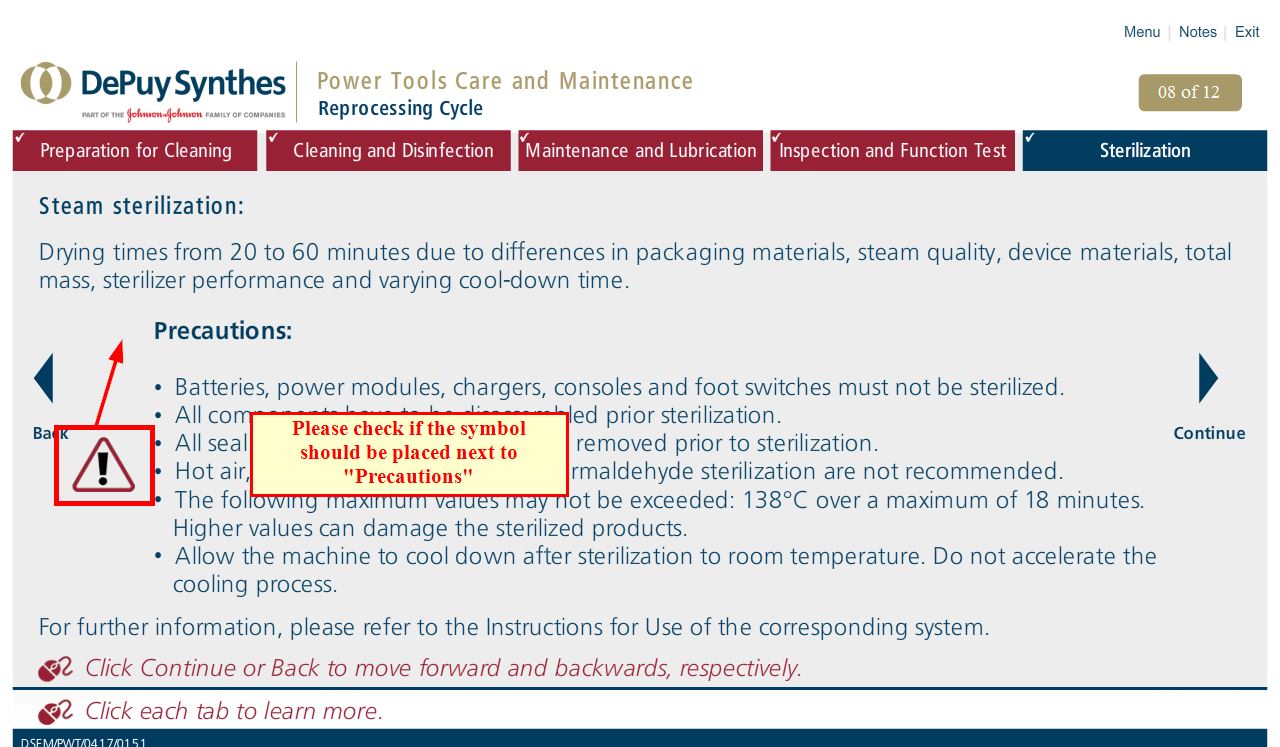 Menu | Notes | Exit
DePuy Synthes
PART OF THE Johnson & Johnson FAMILY OF COMPANIES
Power Tools Care and Maintenance
Reprocessing Cycle
08 of 12
Preparation for Cleaning
Cleaning and Disinfection
Maintenance and Lubrication
Inspection and Function Test
Sterilization
Steam sterilization:
Drying times from 20 to 60 minutes due to differences in packaging materials, steam quality, device materials, total
mass, sterilizer performance and varying cool-down time.
Precautions:
• Batteries, power modules, chargers, consoles and foot switches must not be sterilized.
• All components have to be disassembled prior sterilization.
• All seal removed prior to sterilization.
• Hot air, sterilization are not recommended.
• The following maximum values may not be exceeded: 138°C over a maximum of 18 minutes.
Higher values can damage the sterilized products.
• Allow the machine to cool down after sterilization to room temperature. Do not accelerate the
cooling process.
Back
Continue
!
Please check if the symbol
should be placed next to
"Precautions"
For further information, please refer to the Instructions for Use of the corresponding system.
Click Continue or Back to move forward and backwards, respectively.
Click each tab to learn more.
DSEM/PWT/0417/0151